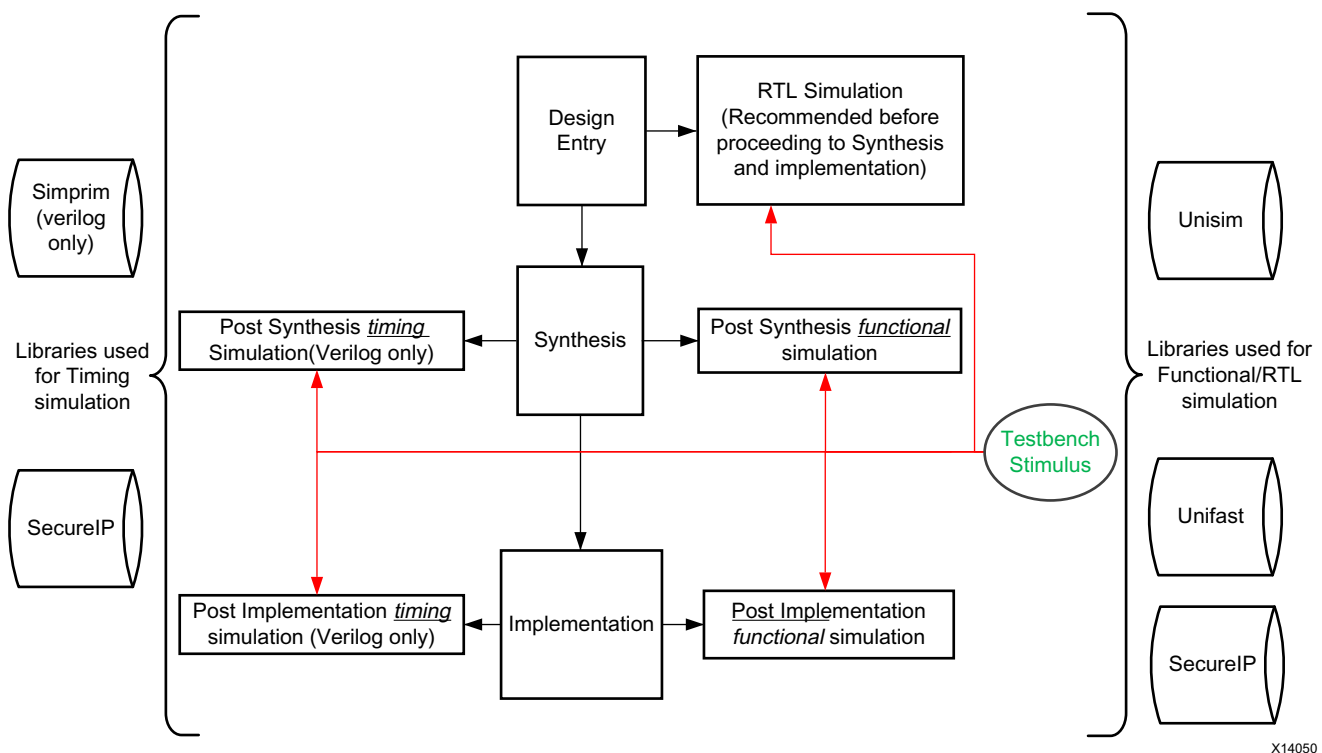 Design
Entry
RTL Simulation
(Recommended before
proceeding to Synthesis
and implementation)
Simprim
(verilog
only)
Unisim
Post Synthesis timing
Simulation(Verilog only)
Synthesis
Post Synthesis functional
simulation
Libraries used
for Timing
simulation
Libraries used for
Functional/RTL
simulation
Testbench
Stimulus
SecureIP
Unifast
Post Implementation timing
simulation (Verilog only)
Implementation
Post Implementation
functional simulation
SecureIP
X14050